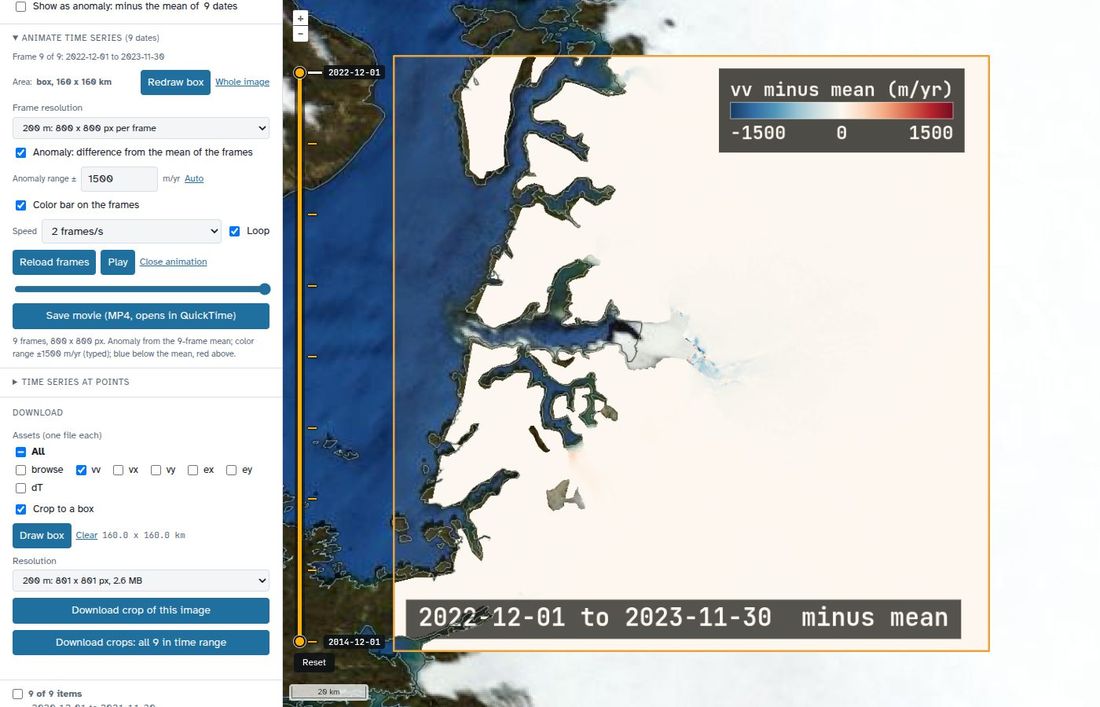 Show as anomaly: minus the mean of 9 dates
▼ ANIMATE TIME SERIES (9 dates)
Frame 9 of 9: 2022-12-01 to 2023-11-30
Area: box, 160 x 160 km Redraw box Whole image
Frame resolution
200 m: 800 x 800 px per frame
Anomaly: difference from the mean of the frames
Anomaly range ± 1500 m/yr Auto
Color bar on the frames
Speed 2 frames/s Loop
Reload frames Play Close animation
Save movie (MP4, opens in QuickTime)
9 frames, 800 x 800 px. Anomaly from the 9-frame mean; color
range ±1500 m/yr (typed); blue below the mean, red above.
▶ TIME SERIES AT POINTS
DOWNLOAD
Assets (one file each)
All
browse vv vx vy ex ey
dT
Crop to a box
Draw box Clear 160.0 x 160.0 km
Resolution
200 m: 801 x 801 px, 2.6 MB
Download crop of this image
Download crops: all 9 in time range
9 of 9 items
+
−
2022-12-01
vv minus mean (m/yr)
-1500 0 1500
2022-12-01 to 2023-11-30 minus mean
2014-12-01
Reset
20 km